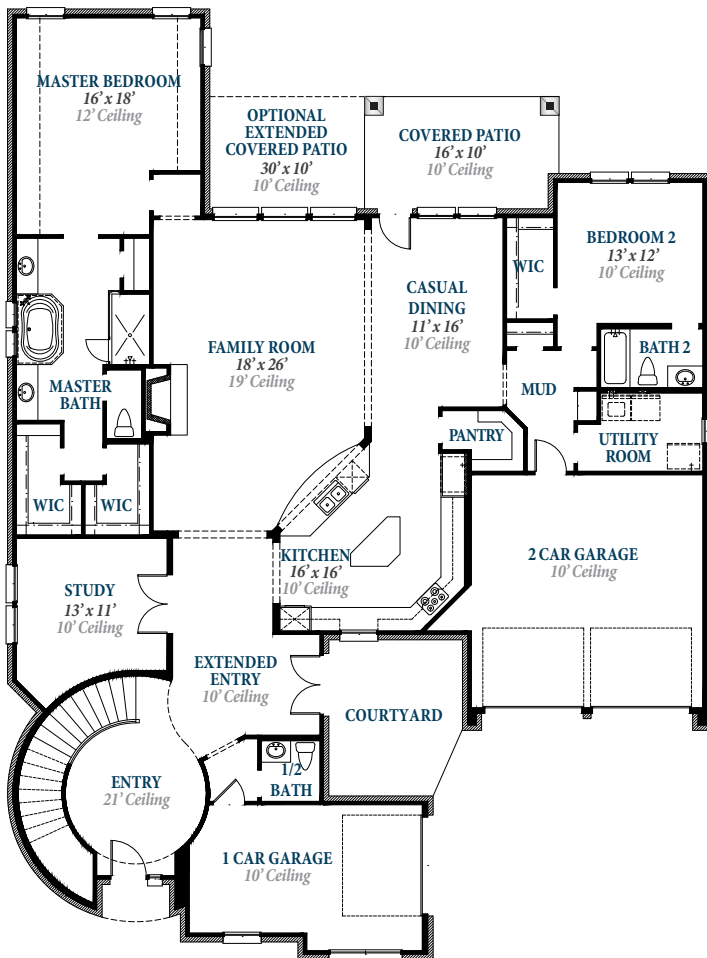 MASTER BEDROOM
16' x 18'
12' Ceiling
OPTIONAL
EXTENDED
COVERED PATIO
30' x 10'
10' Ceiling
COVERED PATIO
16' x 10'
10' Ceiling
BEDROOM 2
13' x 12'
10' Ceiling
WIC
CASUAL
DINING
11' x 16'
10' Ceiling
FAMILY ROOM
18' x 26'
19' Ceiling
BATH 2
MASTER
BATH
MUD
PANTRY
UTILITY
ROOM
WIC
WIC
KITCHEN
16' x 16'
10' Ceiling
2 CAR GARAGE
10' Ceiling
STUDY
13' x 11'
10' Ceiling
EXTENDED
ENTRY
10' Ceiling
COURTYARD
ENTRY
21' Ceiling
1/2
BATH
1 CAR GARAGE
10' Ceiling